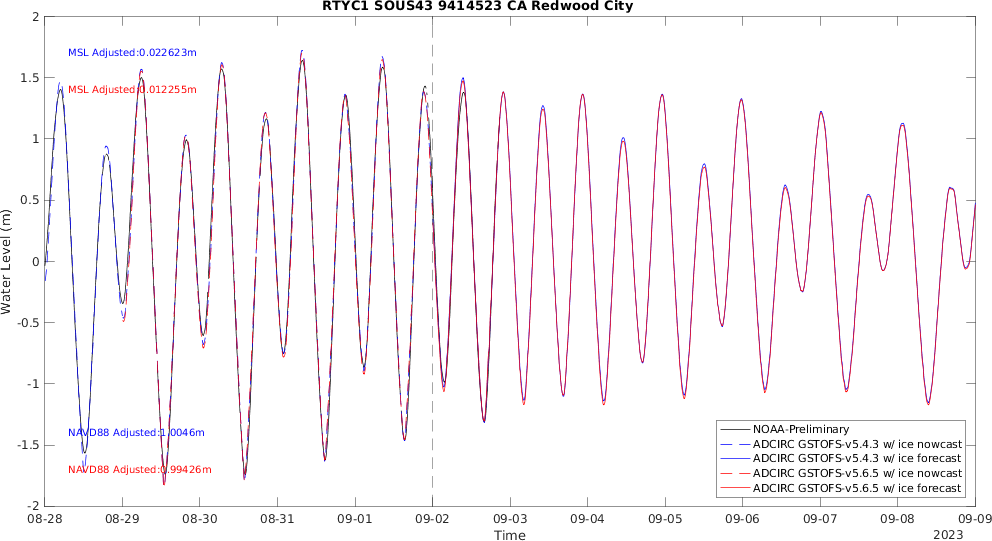 RTYC1 SOUS43 9414523 CA Redwood City
2
MSL Adjusted:0.022623m
1.5
MSL Adjusted:0.012255m
1
0.5
0
Water Level (m)
-0.5
-1
NAVD88 Adjusted:1.0046m
-1.5
NAVD88 Adjusted:0.99426m
-2
NOAA-Preliminary
ADCIRC GSTOFS-v5.4.3 w/ ice nowcast
ADCIRC GSTOFS-v5.4.3 w/ ice forecast
ADCIRC GSTOFS-v5.6.5 w/ ice nowcast
ADCIRC GSTOFS-v5.6.5 w/ ice forecast
08-28 08-29 08-30 08-31 09-01 09-02 09-03 09-04 09-05 09-06 09-07 09-08 09-09
Time
2023